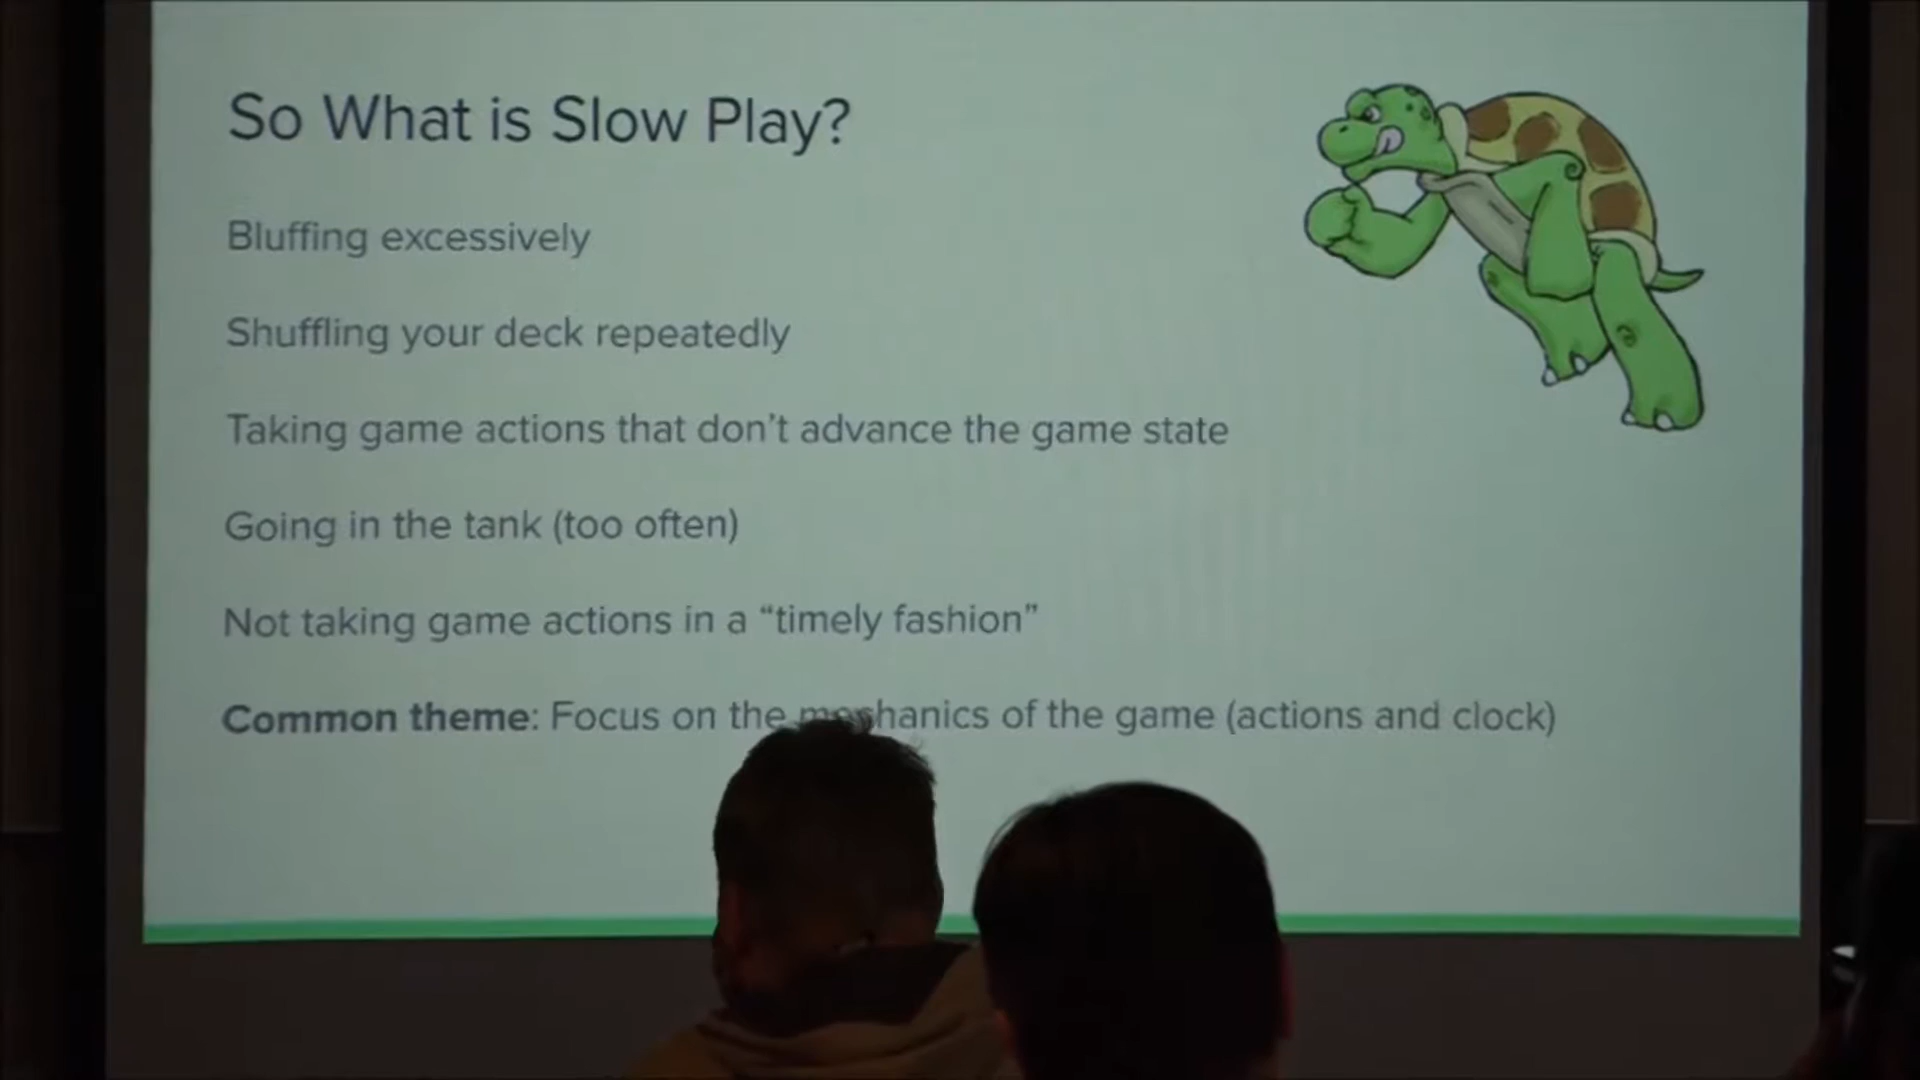 So What is Slow Play?
Bluffing excessively
Shuffling your deck repeatedly
Taking game actions that don't advance the game state
Going in the tank (too often)
Not taking game actions in a “timely fashion”
Common theme: Focus on the mechanics of the game (actions and clock)